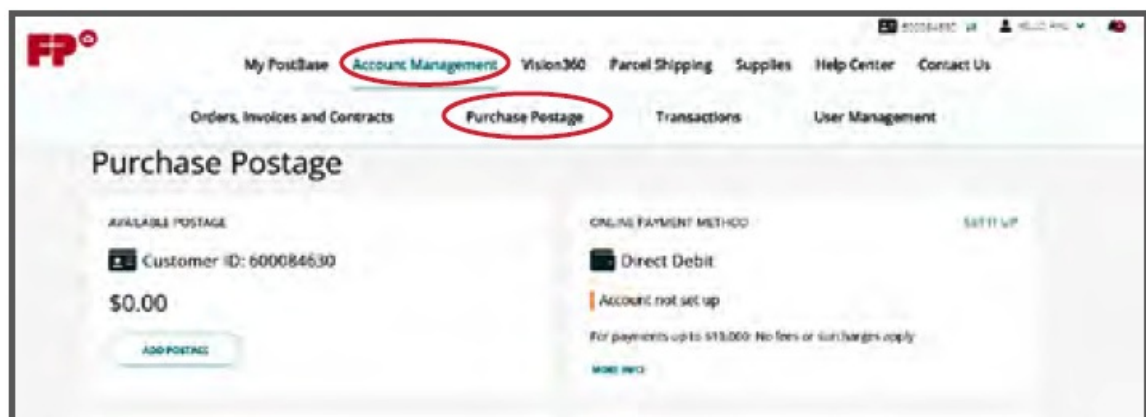 FP
My PostBase Account Management Vision360 Parcel Shipping Supplies Help Center Contact Us
Orders, Invoices and Contracts Purchase Postage Transactions User Management
Purchase Postage
AVAILABLE POSTAGE
Customer ID: 600084630
$0.00
ADD POSTAGE
ONLINE PAYMENT METHOD SET IT UP
Direct Debit
Account not set up
For payments up to $15,000: No fees or surcharges apply
MORE INFO